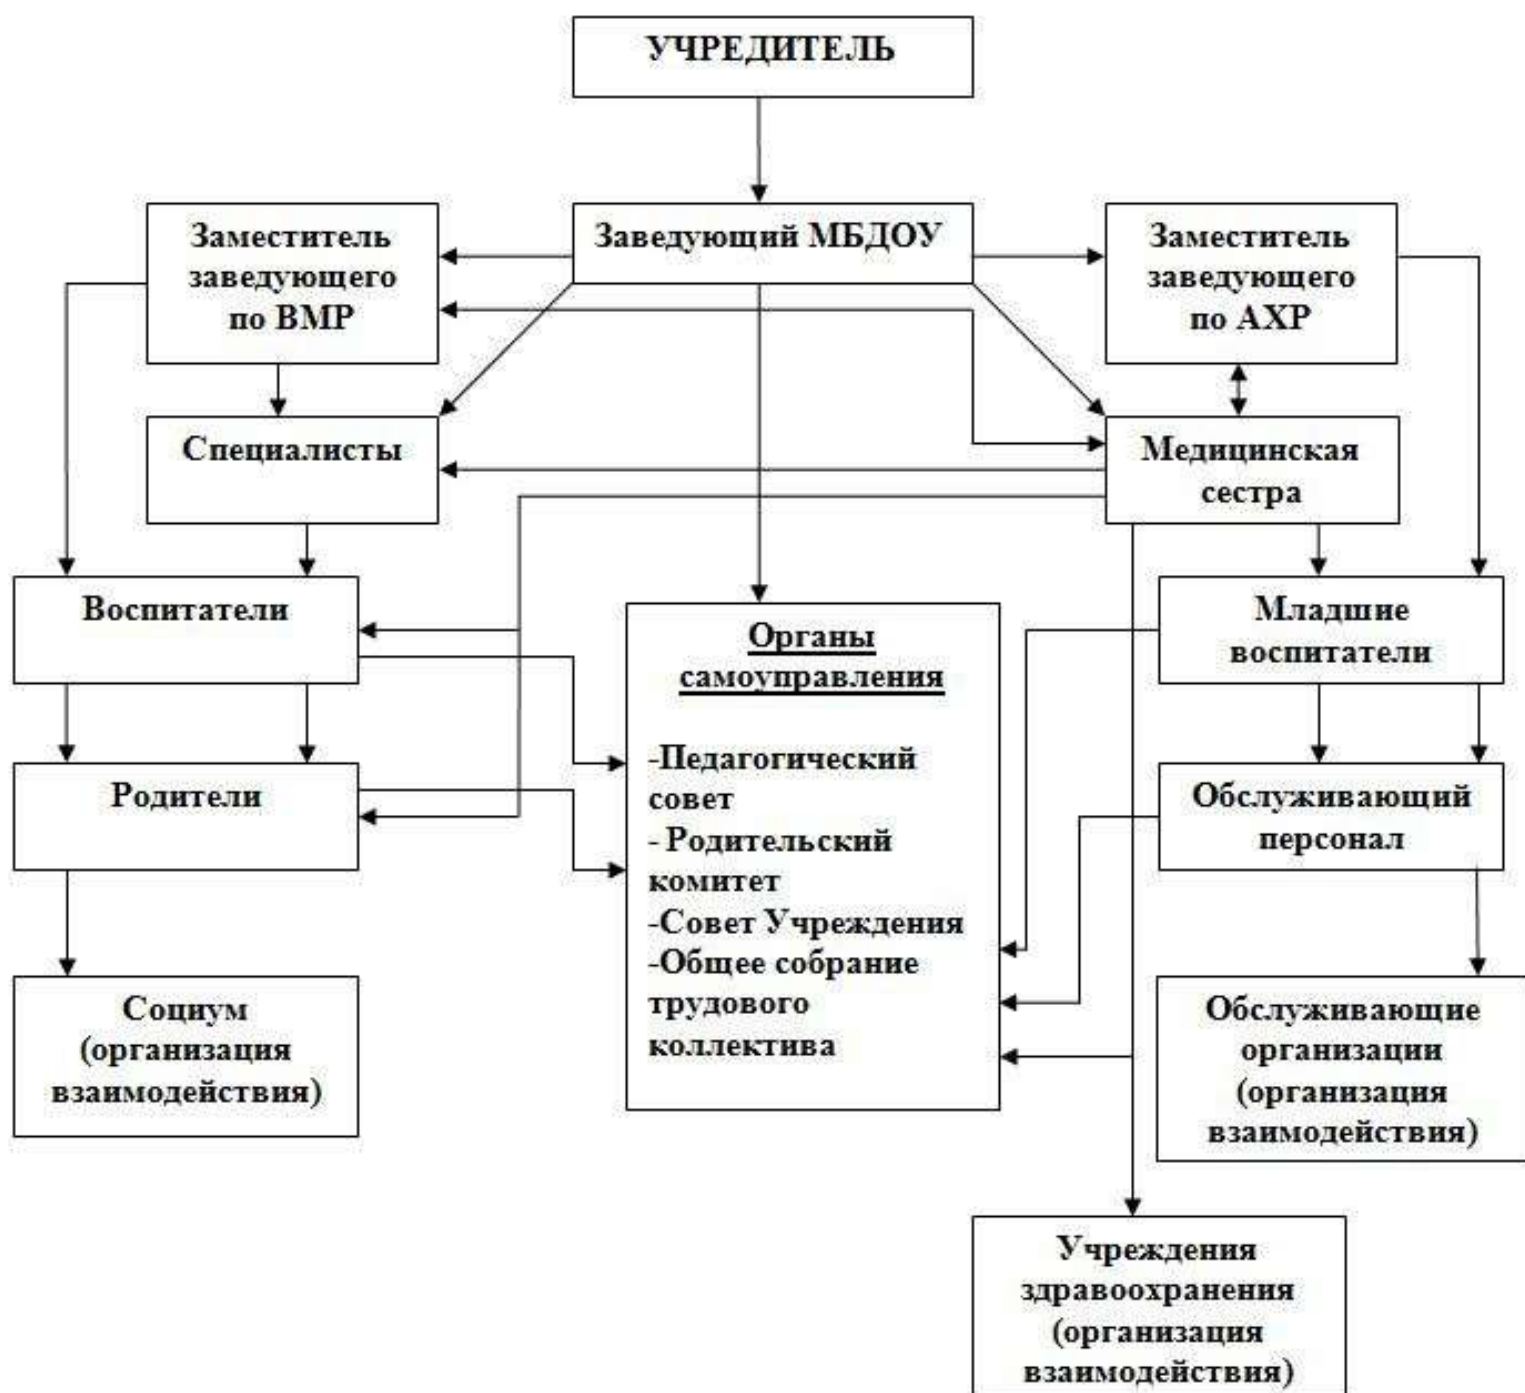 УЧРЕДИТЕЛЬ
Заместитель
заведующего
по ВМР
Заведующий МБДОУ
Заместитель
заведующего
по АХР
Специалисты
Медицинская
сестра
Воспитатели
Органы
самоуправления
-Педагогический
совет
- Родительский
комитет
-Совет Учреждения
-Общее собрание
трудового
коллектива
Младшие
воспитатели
Родители
Обслуживающий
персонал
Социум
(организация
взаимодействия)
Обслуживающие
организации
(организация
взаимодействия)
Учреждения
здравоохранения
(организация
взаимодействия)